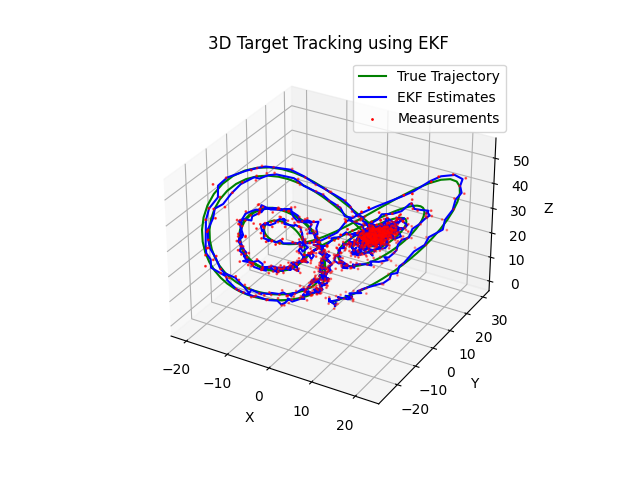 3D Target Tracking using EKF
True Trajectory
EKF Estimates
Measurements
50
40
30
20
10
0
Z
30
20
10
0
−10
−20
Y
−20
−10
0
10
20
X